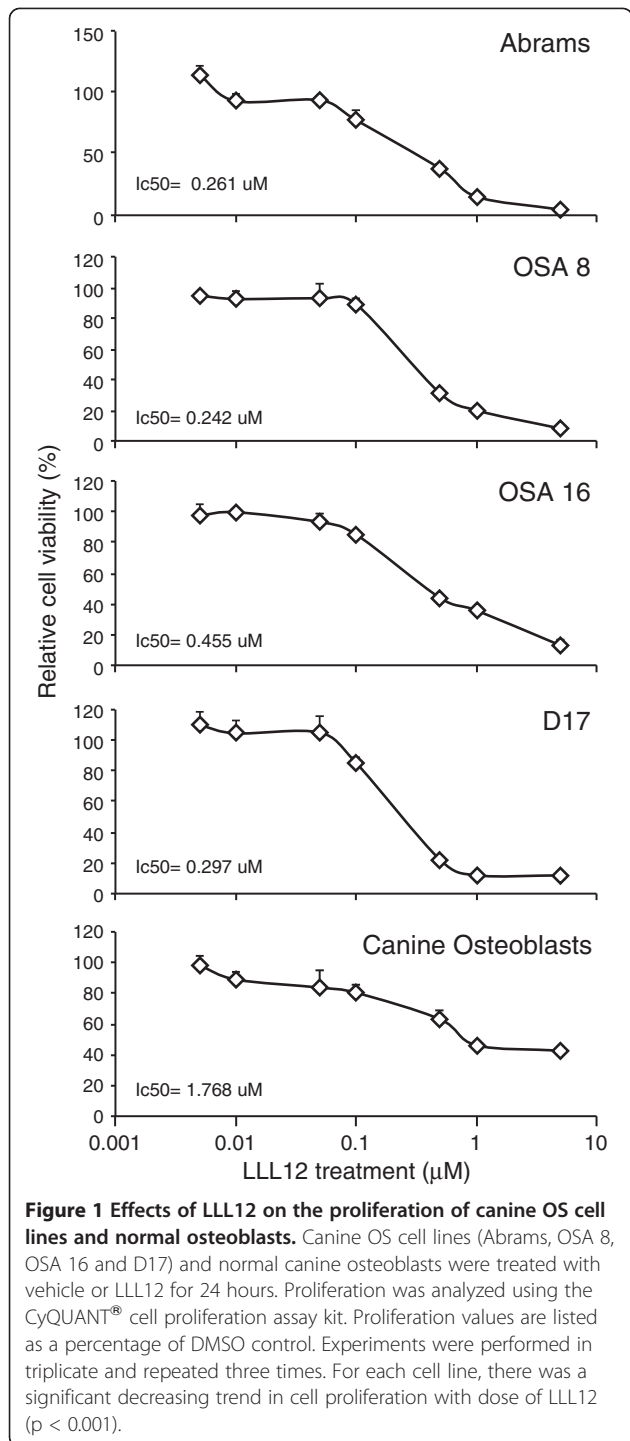 150
Abrams
100
50
Ic50= 0.261 uM
0
120
OSA 8
100
80
60
40
20
Ic50= 0.242 uM
0
Relative cell viability (%)
120
OSA 16
100
80
60
40
20
Ic50= 0.455 uM
0
120
D17
100
80
60
40
20
Ic50= 0.297 uM
0
120
Canine Osteoblasts
100
80
60
40
20
Ic50= 1.768 uM
0
0.001 0.01 0.1 1 10
LLL12 treatment (μM)
Figure 1 Effects of LLL12 on the proliferation of canine OS cell
lines and normal osteoblasts. Canine OS cell lines (Abrams, OSA 8,
OSA 16 and D17) and normal canine osteoblasts were treated with
vehicle or LLL12 for 24 hours. Proliferation was analyzed using the
CyQUANT® cell proliferation assay kit. Proliferation values are listed
as a percentage of DMSO control. Experiments were performed in
triplicate and repeated three times. For each cell line, there was a
significant decreasing trend in cell proliferation with dose of LLL12
(p < 0.001).